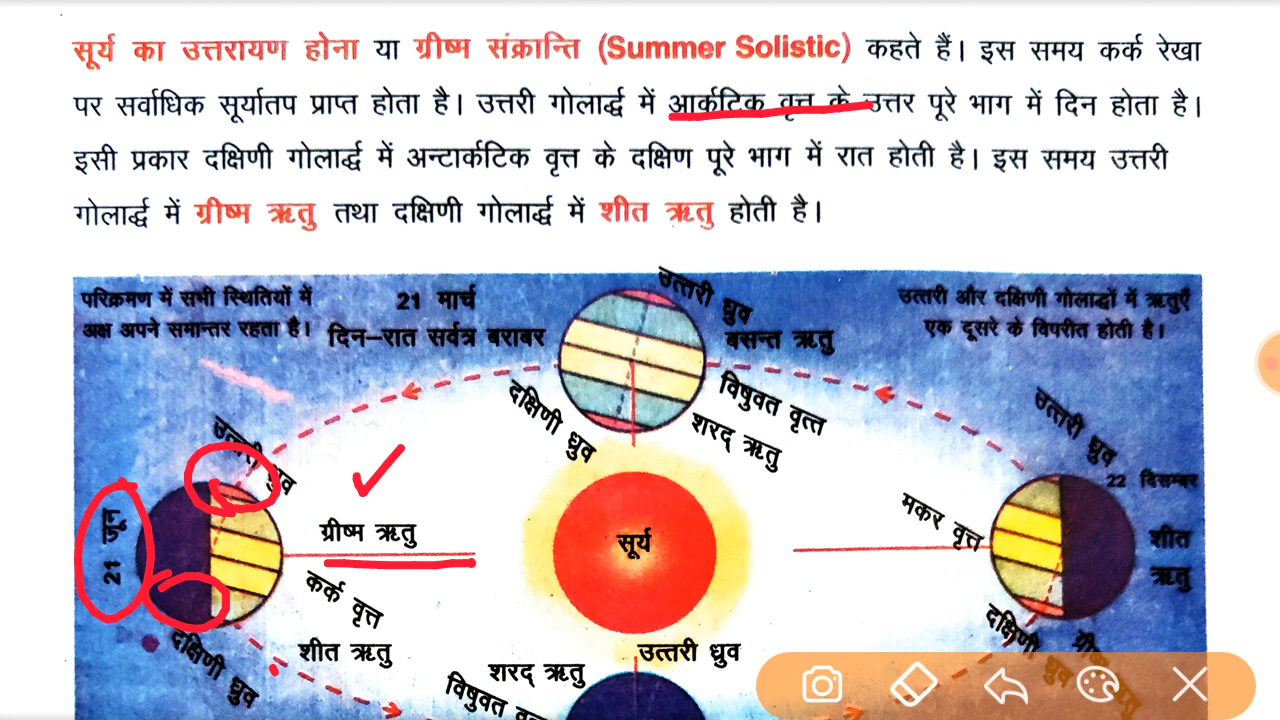 सूर्य का उत्तरायण होना या ग्रीष्म संक्रान्ति (Summer Solistic) कहते हैं। इस समय कर्क रेखा
पर सर्वाधिक सूर्यातप प्राप्त होता है। उत्तरी गोलार्द्ध में आर्कटिक वृत्त के उत्तर पूरे भाग में दिन होता है।
इसी प्रकार दक्षिणी गोलार्द्ध में अन्टार्कटिक वृत्त के दक्षिण पूरे भाग में रात होती है। इस समय उत्तरी
गोलार्द्ध में ग्रीष्म ऋतु तथा दक्षिणी गोलार्द्ध में शीत ऋतु होती है।
परिक्रमण में सभी स्थितियों में
अक्ष अपने समान्तर रहता है।
21 मार्च
दिन–रात सर्वत्र बराबर
उत्तरी ध्रुव
बसन्त ऋतु
उत्तरी और दक्षिणी गोलार्द्धों में ऋतुएँ
एक दूसरे के विपरीत होती है।
दक्षिणी ध्रुव
विषुवत वृत्त
शरद् ऋतु
उत्तरी ध्रुव
उत्तरी ध्रुव
22 दिसम्बर
21 जून
ग्रीष्म ऋतु
सूर्य
मकर वृत्त
शीत
ऋतु
कर्क वृत्त
दक्षिणी ध्रुव
शीत ऋतु
शरद् ऋतु
उत्तरी ध्रुव
दक्षिणी ध्रुव
विषुवत